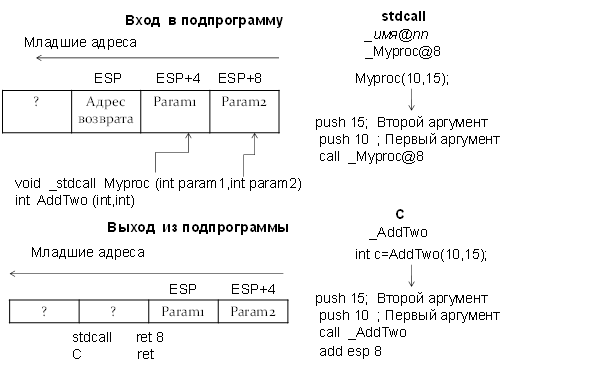 Вход в подпрограмму
Младшие адреса
ESP ESP+4 ESP+8
? Адрес возврата Param1 Param2
void _stdcall Myproc (int param1,int param2)
int AddTwo (int,int)
Выход из подпрограммы
Младшие адреса
ESP ESP+4
? ? Param1 Param2
stdcall ret 8
C ret
stdcall
_имя@nn
_Myproc@8
Myproc(10,15);
push 15; Второй аргумент
push 10 ; Первый аргумент
call _Myproc@8
C
_AddTwo
int c=AddTwo(10,15);
push 15; Второй аргумент
push 10 ; Первый аргумент
call _AddTwo
add esp 8